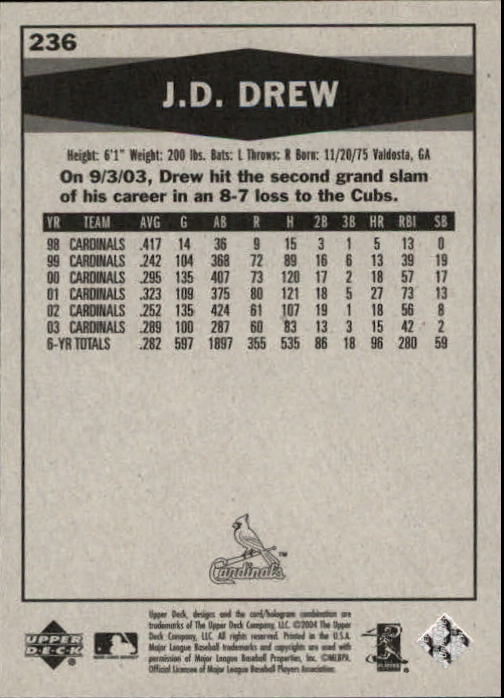 236
J.D. DREW
Height: 6'1" Weight: 200 lbs. Bats: L Throws: R Born: 11/20/75 Valdosta, GA
On 9/3/03, Drew hit the second grand slam
of his career in an 8-7 loss to the Cubs.
YR TEAM AVG G AB R H 2B 3B HR RBI SB
98 CARDINALS .417 14 36 9 15 3 1 5 13 0
99 CARDINALS .242 104 368 72 89 16 6 13 39 19
00 CARDINALS .295 135 407 73 120 17 2 18 57 17
01 CARDINALS .323 109 375 80 121 18 5 27 73 13
02 CARDINALS .252 135 424 61 107 19 1 18 56 8
03 CARDINALS .289 100 287 60 83 13 3 15 42 2
6-YR TOTALS .282 597 1897 355 535 86 18 96 280 59
Cardinals ™
Upper Deck, designs and the card/hologram combination are
trademarks of The Upper Deck Company, LLC. ©2004 The Upper
Deck Company, LLC. All rights reserved. Printed in the U.S.A.
Major League Baseball trademarks and copyrights are used with
permission of Major League Baseball Properties, Inc. ©MLBPA
Official Licensee of Major League Baseball Players Association.
UPPER
DECK